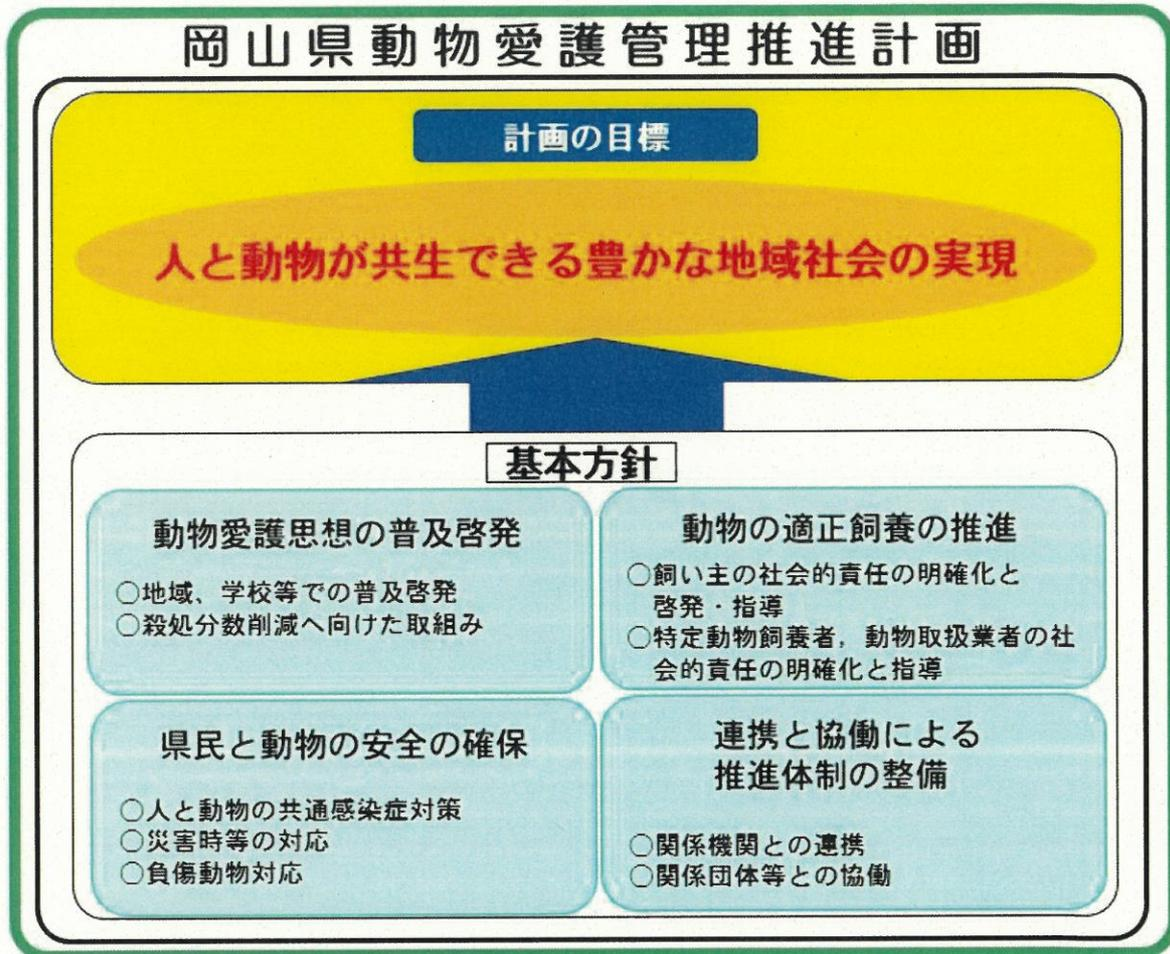 岡山県動物愛護管理推進計画
計画の目標
人と動物が共生できる豊かな地域社会の実現
基本方針
動物愛護思想の普及啓発
○地域、学校等での普及啓発
○殺処分数削減へ向けた取組み
動物の適正飼養の推進
○飼い主の社会的責任の明確化と
啓発・指導
○特定動物飼養者，動物取扱業者の社
会的責任の明確化と指導
県民と動物の安全の確保
○人と動物の共通感染症対策
○災害時等の対応
○負傷動物対応
連携と協働による
推進体制の整備
○関係機関との連携
○関係団体等との協働